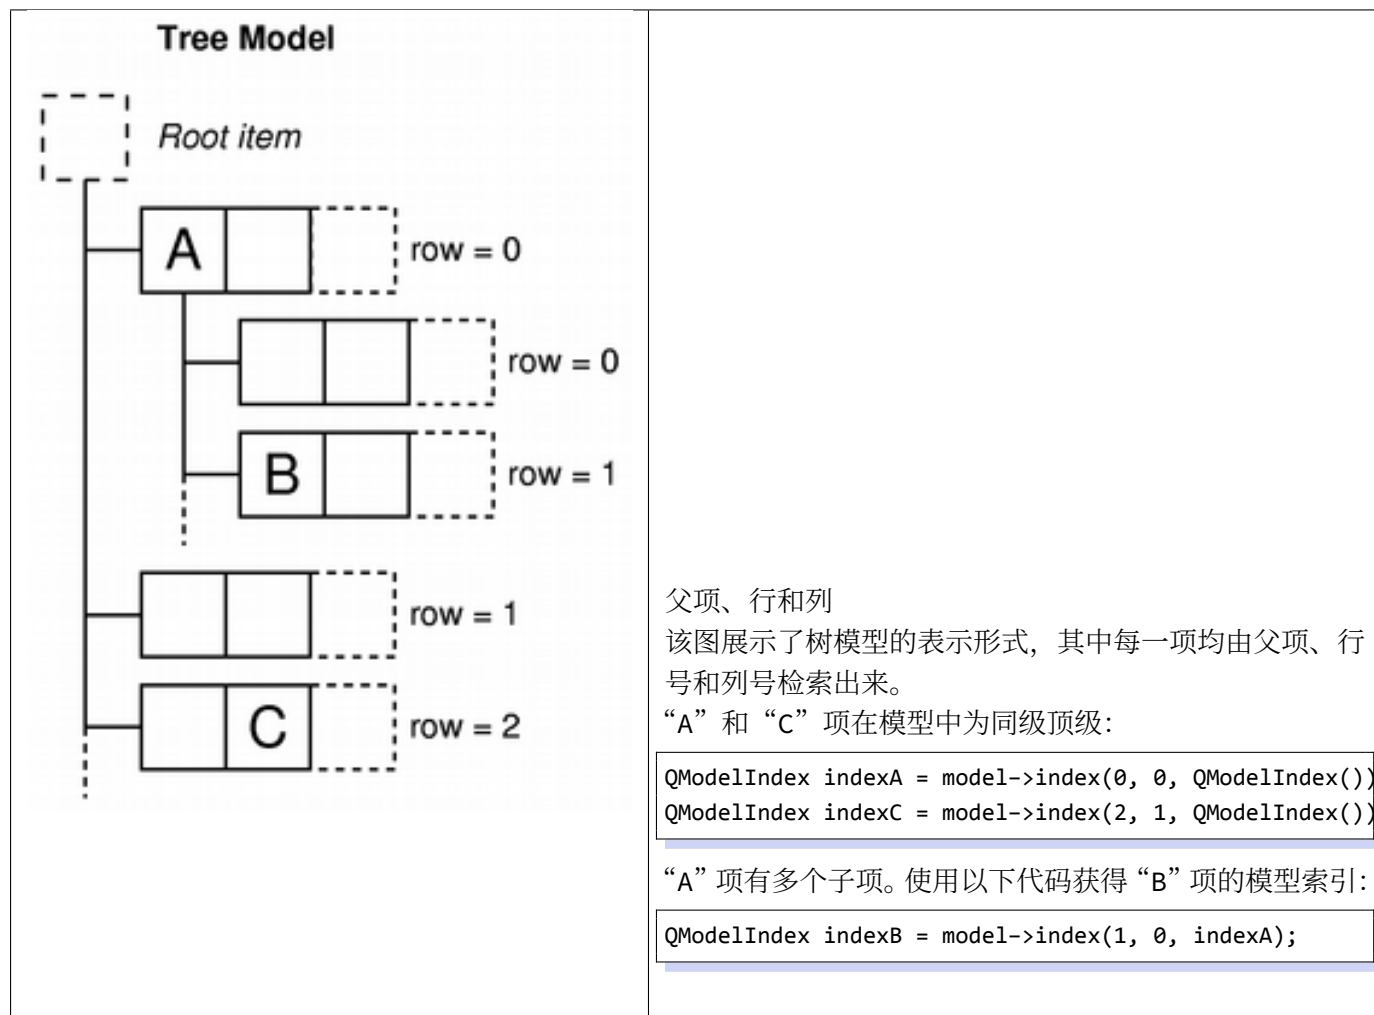 Tree Model
Root item
A
row = 0
row = 0
B
row = 1
row = 1
C
row = 2
父项、行和列
该图展示了树模型的表示形式，其中每一项均由父项、行
号和列号检索出来。
“A”和“C”项在模型中为同级顶级：
QModelIndex indexA = model->index(0, 0, QModelIndex())
QModelIndex indexC = model->index(2, 1, QModelIndex())
“A”项有多个子项。使用以下代码获得“B”项的模型索引：
QModelIndex indexB = model->index(1, 0, indexA);